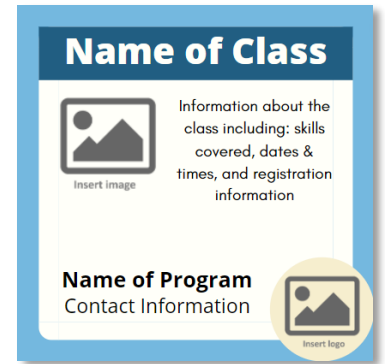 Name of Class
Information about the
class including: skills
covered, dates &
times, and registration
information
Insert image
Name of Program
Contact Information
Insert logo